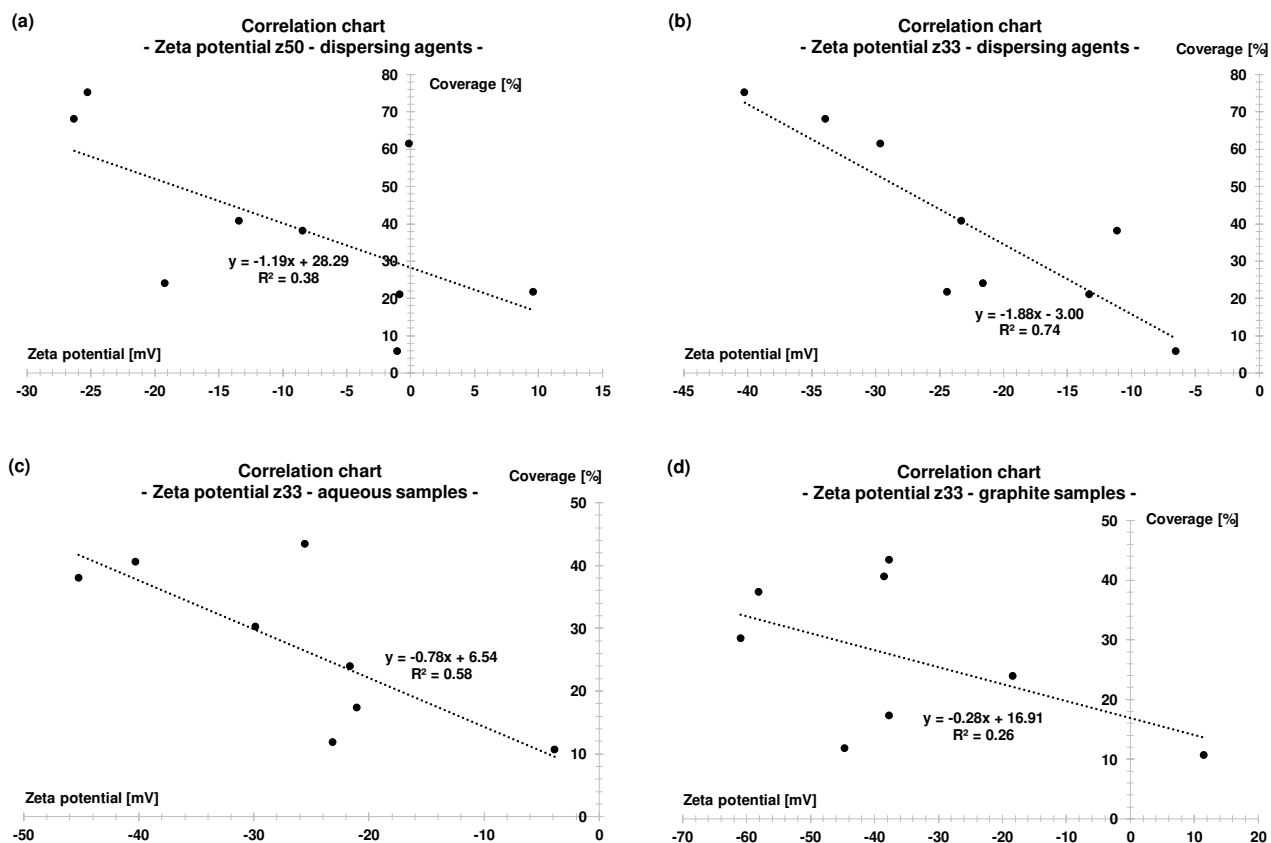 (a)
Correlation chart
- Zeta potential z50 - dispersing agents -
Coverage [%]
80
70
60
50
40
30
20
10
0
y = -1.19x + 28.29
R² = 0.38
Zeta potential [mV]
-30 -25 -20 -15 -10 -5 0 5 10 15
(b)
Correlation chart
- Zeta potential z33 - dispersing agents -
Coverage [%]
80
70
60
50
40
30
20
10
0
y = -1.88x - 3.00
R² = 0.74
Zeta potential [mV]
-45 -40 -35 -30 -25 -20 -15 -10 -5 0
(c)
Correlation chart
- Zeta potential z33 - aqueous samples -
Coverage [%]
50
40
30
20
10
0
y = -0.78x + 6.54
R² = 0.58
Zeta potential [mV]
-50 -40 -30 -20 -10 0
(d)
Correlation chart
- Zeta potential z33 - graphite samples -
Coverage [%]
50
40
30
20
10
0
y = -0.28x + 16.91
R² = 0.26
Zeta potential [mV]
-70 -60 -50 -40 -30 -20 -10 0 10 20